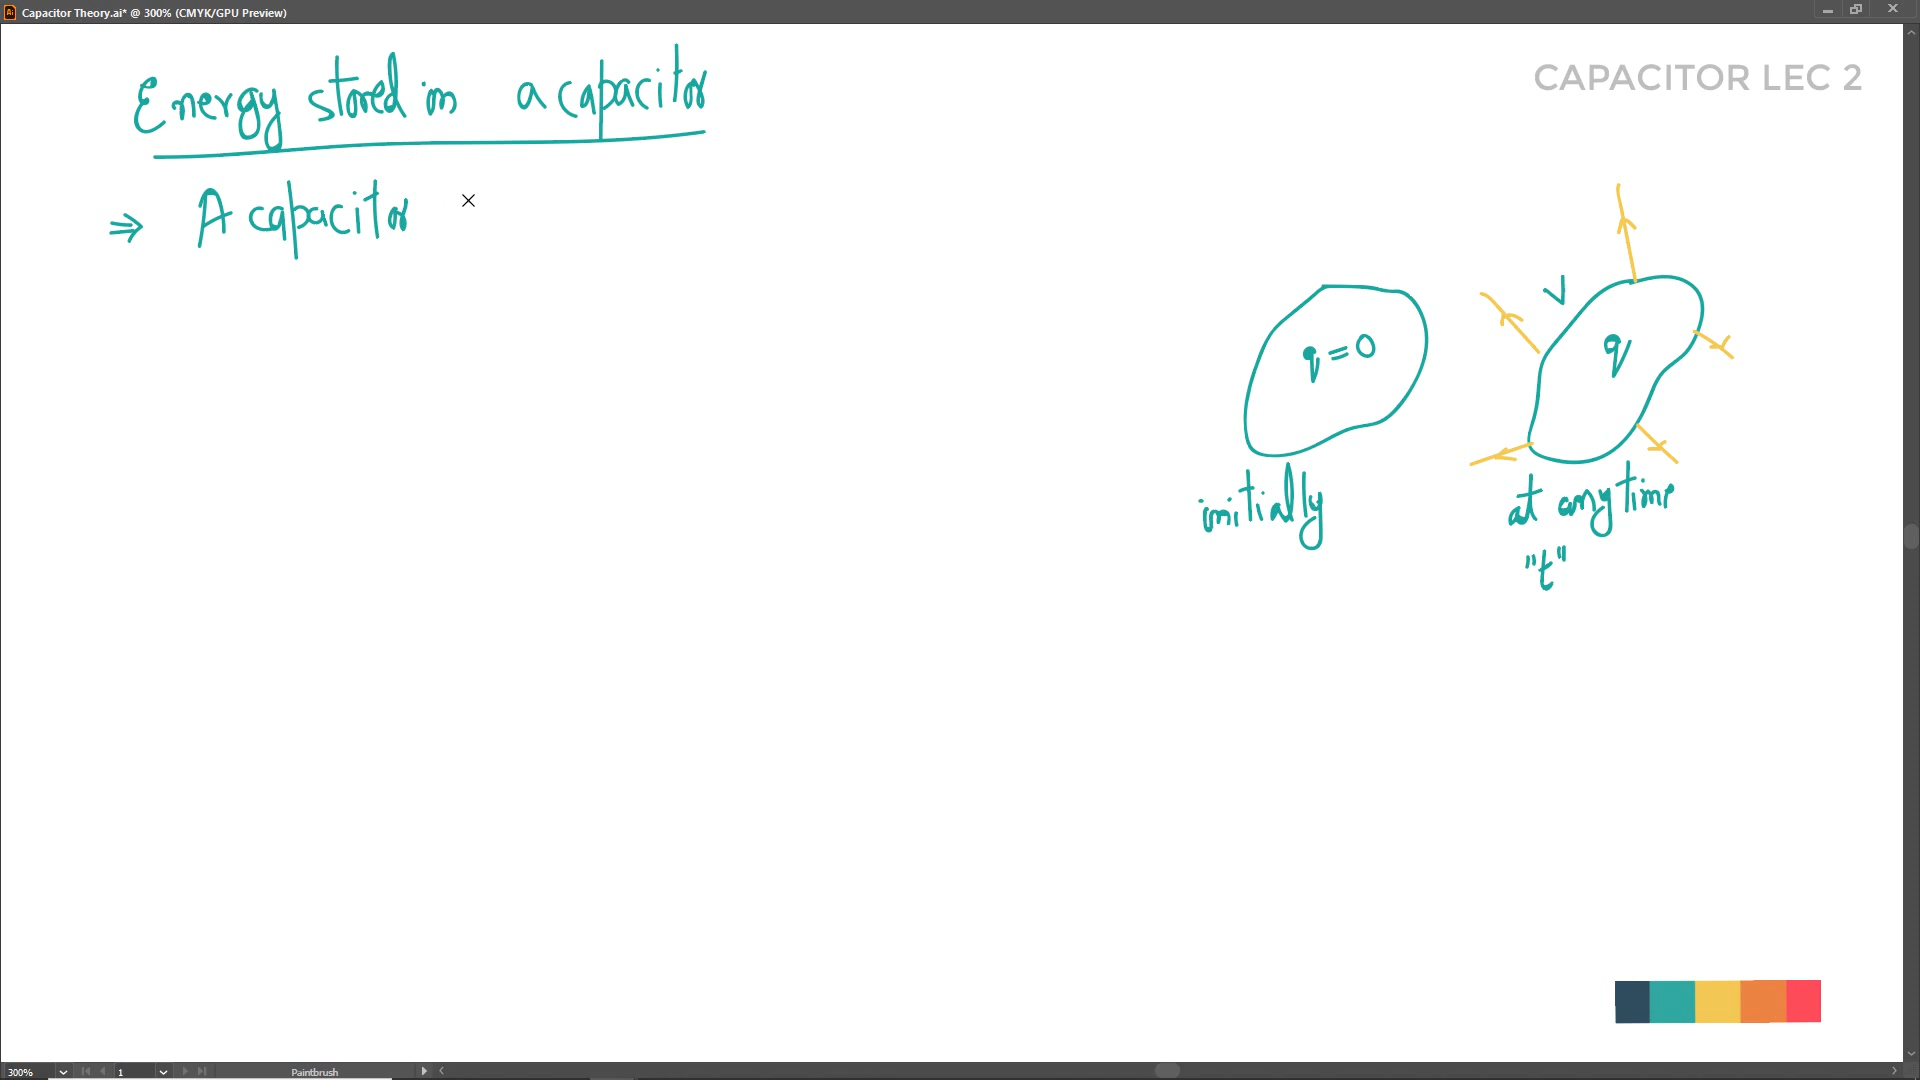 Capacitor Theory.ai* @ 300% (CMYK/GPU Preview)
Energy stored in a capacitor
CAPACITOR LEC 2
⇒ A capacitor
V
q = 0
q
initially
at any time
"t"
300%
1
Paintbrush